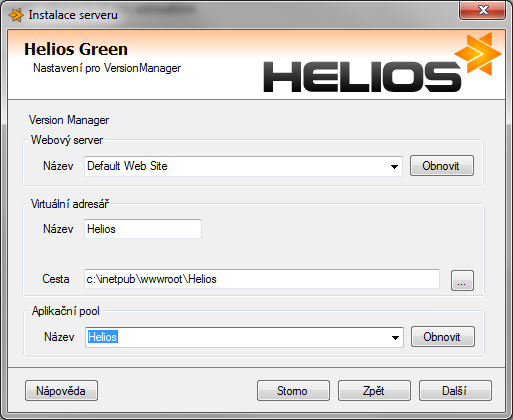 Instalace serveru
Helios Green
Nastavení pro VersionManager
HELIOS
Version Manager
Webový server
Název Default Web Site Obnovit
Virtuální adresář
Název Helios
Cesta c:\inetpub\wwwroot\Helios ...
Aplikační pool
Název Helios Obnovit
Nápověda Storno Zpět Další